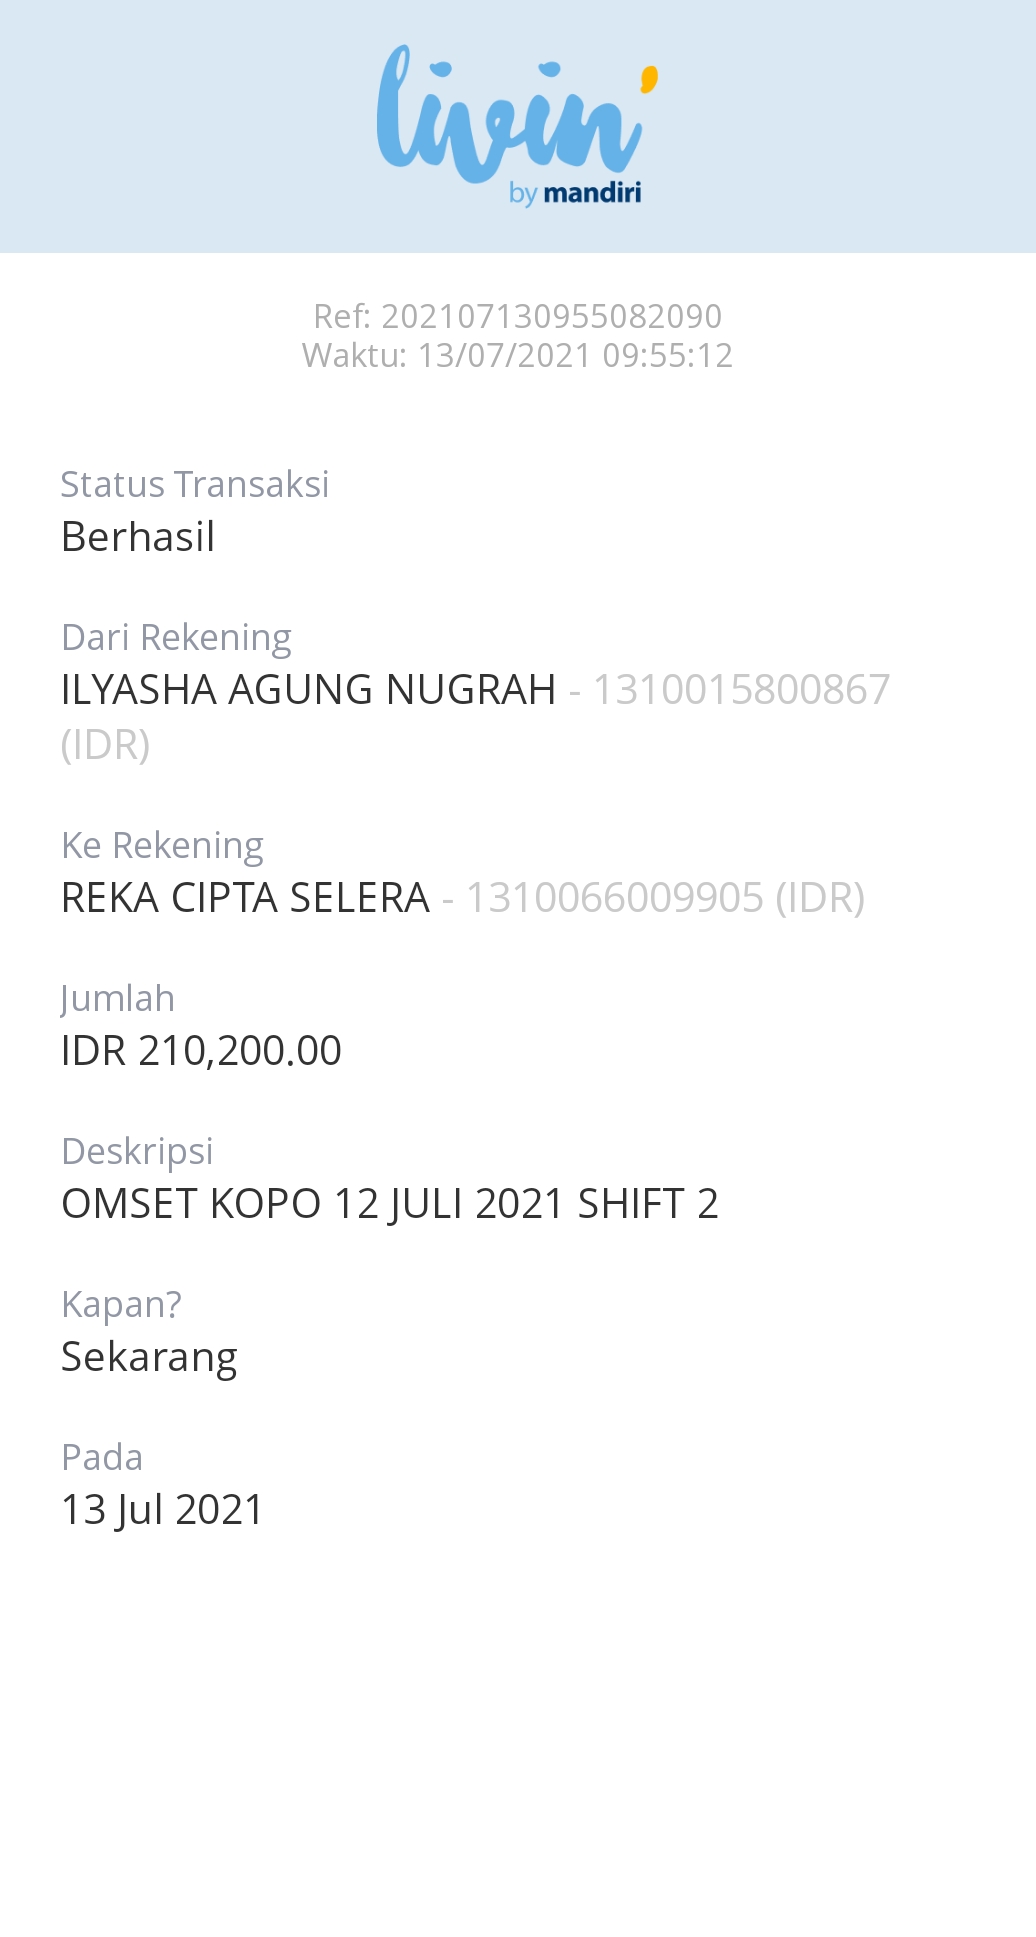 livin'
by mandiri
Ref: 202107130955082090
Waktu: 13/07/2021 09:55:12
Status Transaksi
Berhasil
Dari Rekening
ILYASHA AGUNG NUGRAH - 1310015800867
(IDR)
Ke Rekening
REKA CIPTA SELERA - 1310066009905 (IDR)
Jumlah
IDR 210,200.00
Deskripsi
OMSET KOPO 12 JULI 2021 SHIFT 2
Kapan?
Sekarang
Pada
13 Jul 2021